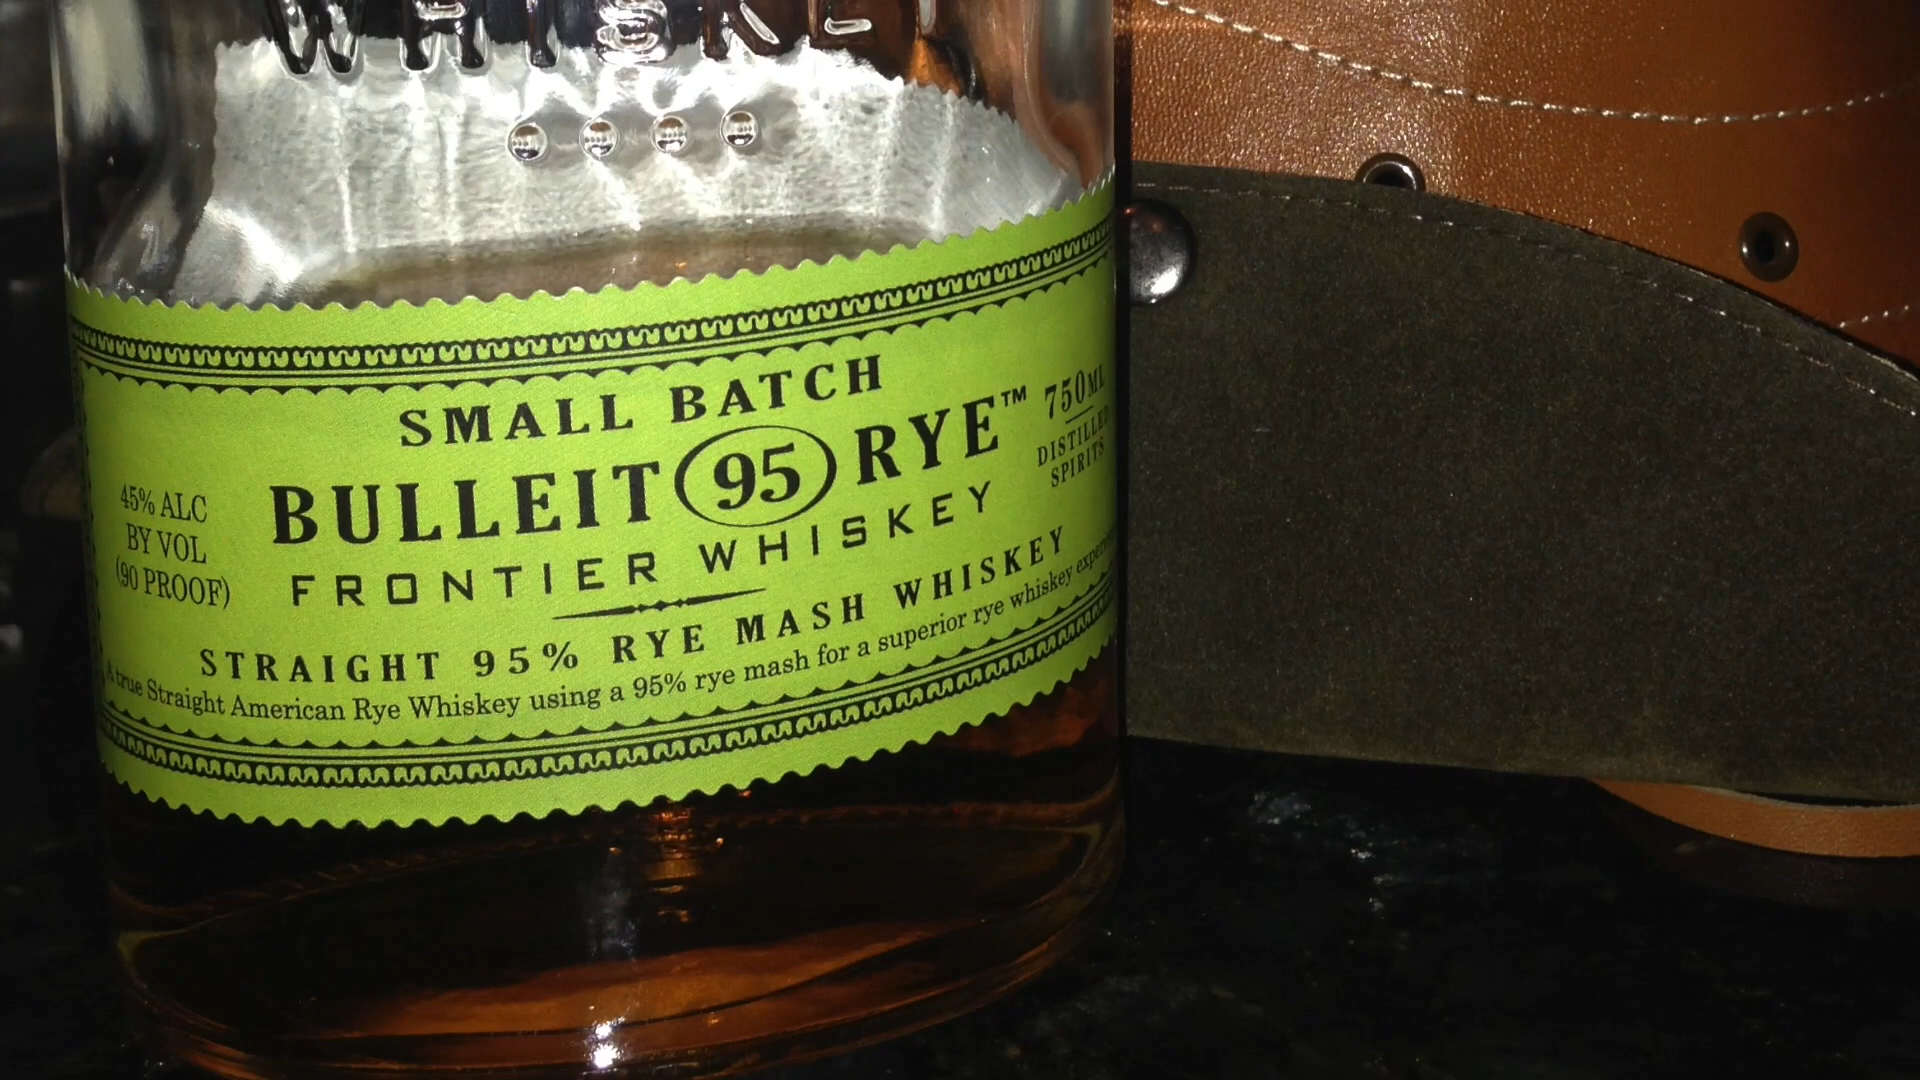 WHISKEY
SMALL BATCH
BULLEIT 95 RYE™
FRONTIER WHISKEY
45% ALC
BY VOL
(90 PROOF)
750ML
DISTILLED
SPIRITS
STRAIGHT 95% RYE MASH WHISKEY
A true Straight American Rye Whiskey using a 95% rye mash for a superior rye whiskey